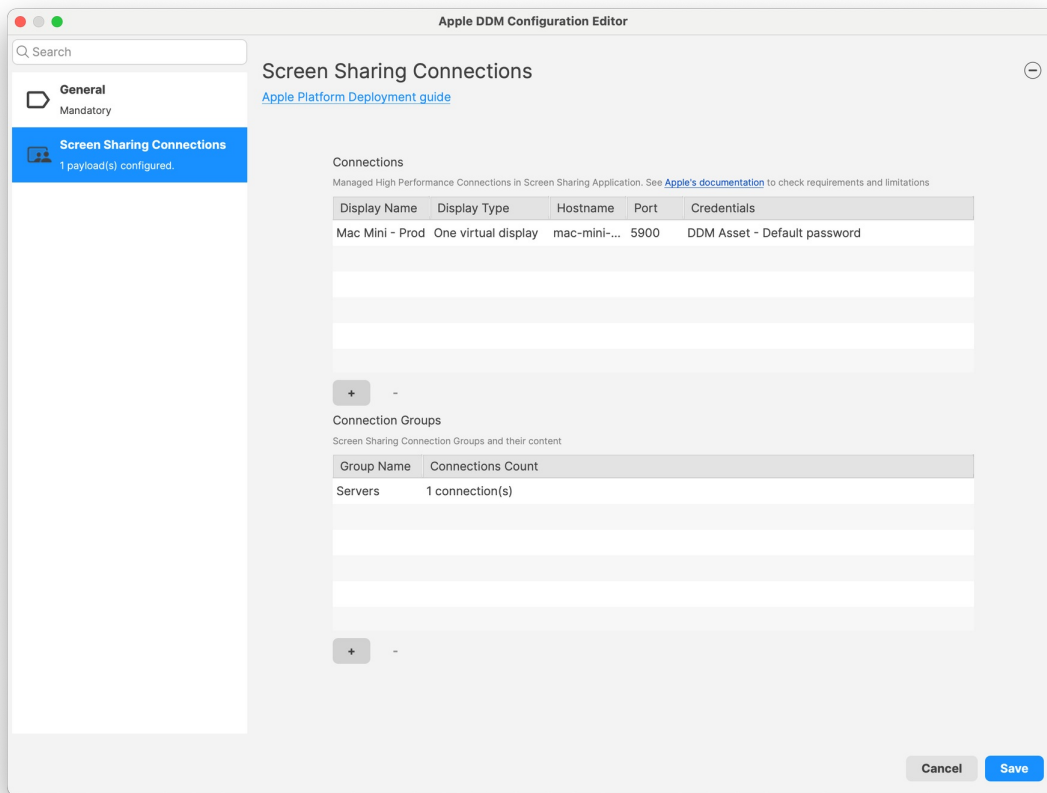 Apple DDM Configuration Editor
Search
General
Mandatory
Screen Sharing Connections
1 payload(s) configured.
Screen Sharing Connections
Apple Platform Deployment guide
Connections
Managed High Performance Connections in Screen Sharing Application. See Apple's documentation to check requirements and limitations
Display Name Display Type Hostname Port Credentials
Mac Mini - Prod One virtual display mac-mini-... 5900 DDM Asset - Default password
+ -
Connection Groups
Screen Sharing Connection Groups and their content
Group Name Connections Count
Servers 1 connection(s)
+ -
Cancel Save